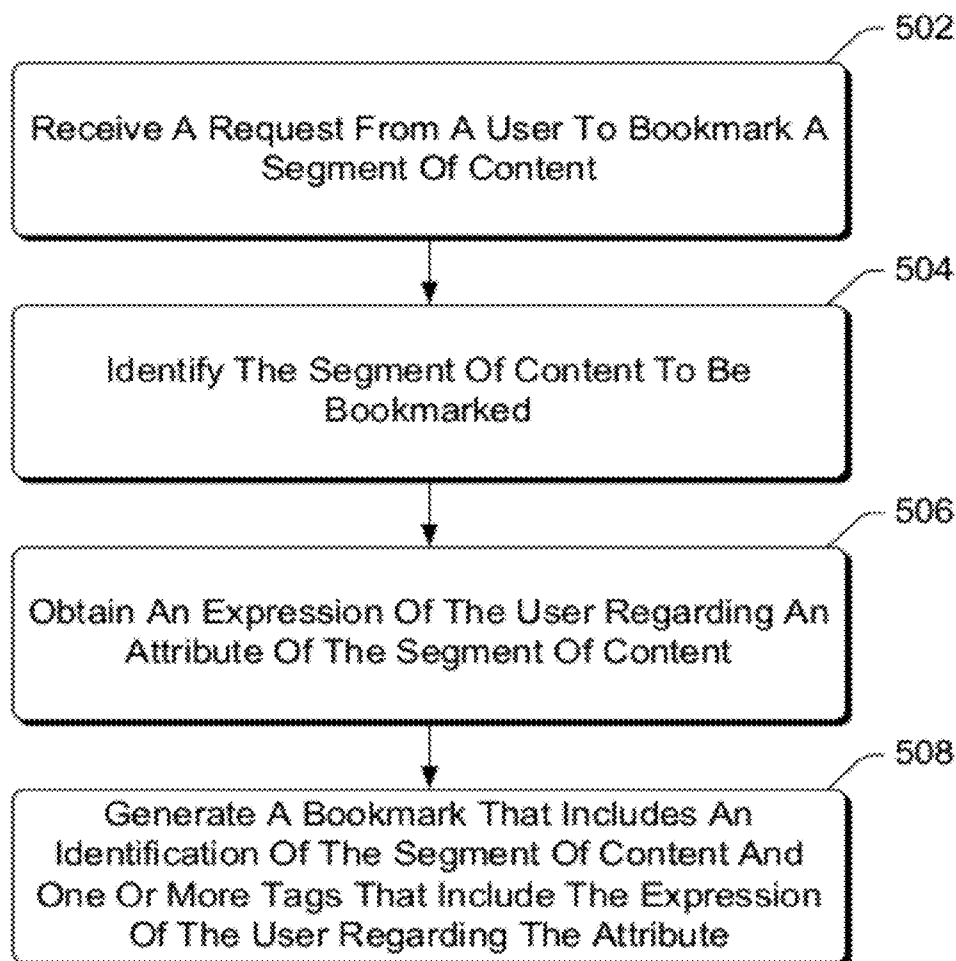 502
Receive A Request From A User To Bookmark A
Segment Of Content
504
Identify The Segment Of Content To Be
Bookmarked
506
Obtain An Expression Of The User Regarding An
Attribute Of The Segment Of Content
508
Generate A Bookmark That Includes An
Identification Of The Segment Of Content And
One Or More Tags That Include The Expression
Of The User Regarding The Attribute